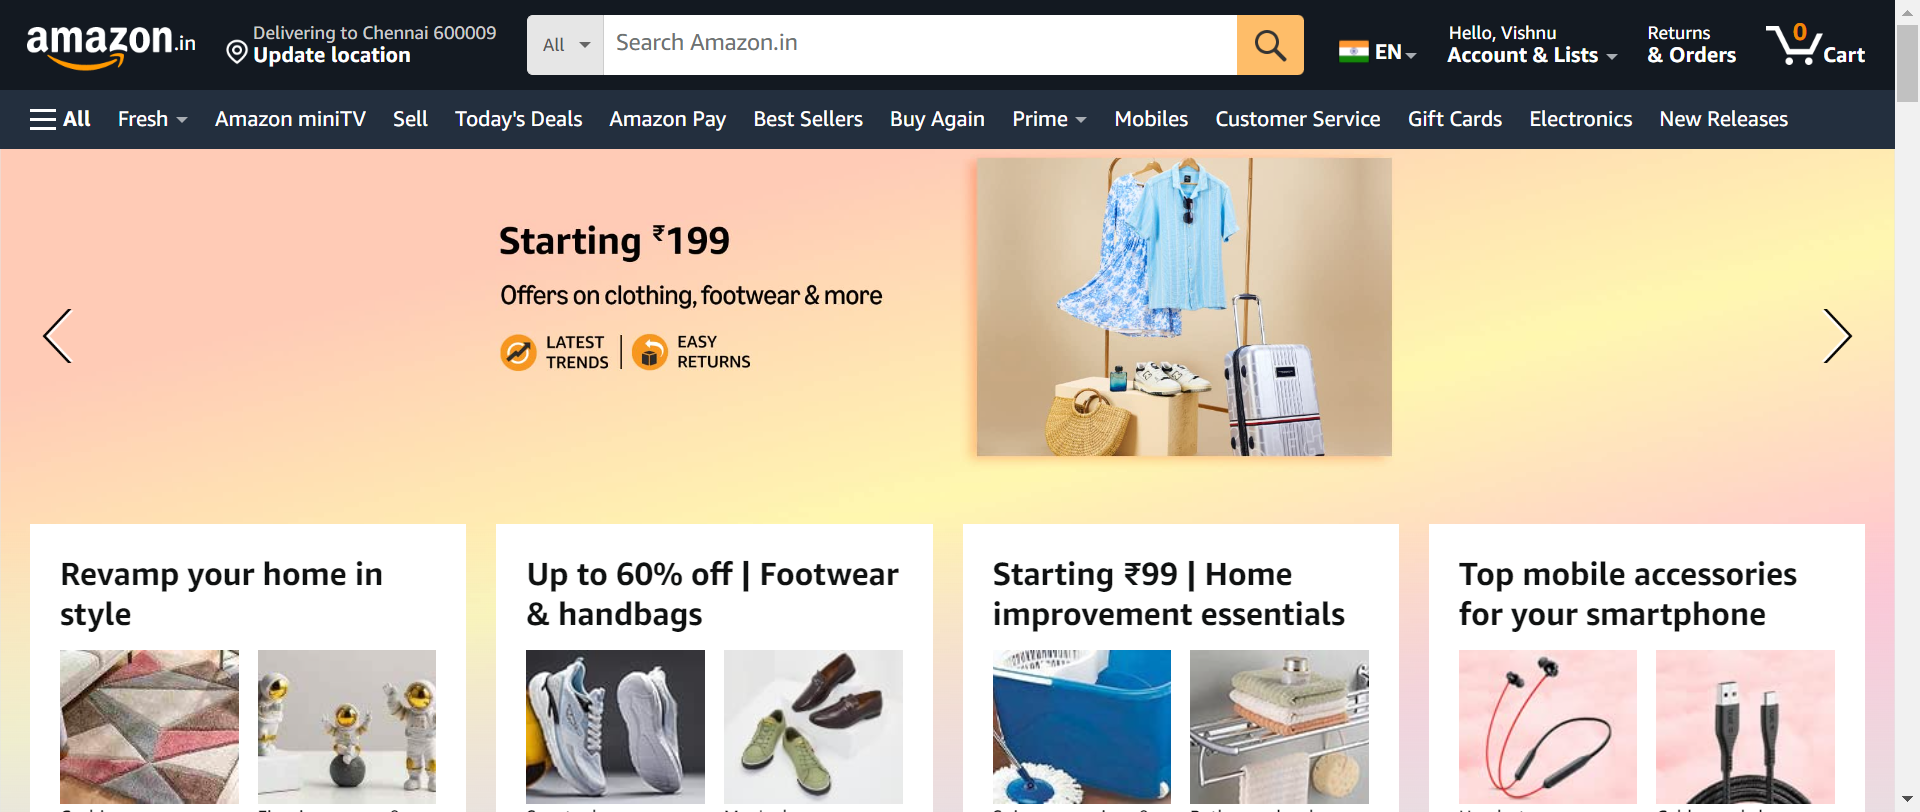 amazon.in
Delivering to Chennai 600009
Update location
All
Search Amazon.in
EN
Hello, Vishnu
Account & Lists
Returns
& Orders
0
Cart
All Fresh Amazon miniTV Sell Today's Deals Amazon Pay Best Sellers Buy Again Prime Mobiles Customer Service Gift Cards Electronics New Releases
Starting ₹199
Offers on clothing, footwear & more
LATEST
TRENDS
EASY
RETURNS
Revamp your home in
style
Up to 60% off | Footwear
& handbags
Starting ₹99 | Home
improvement essentials
Top mobile accessories
for your smartphone